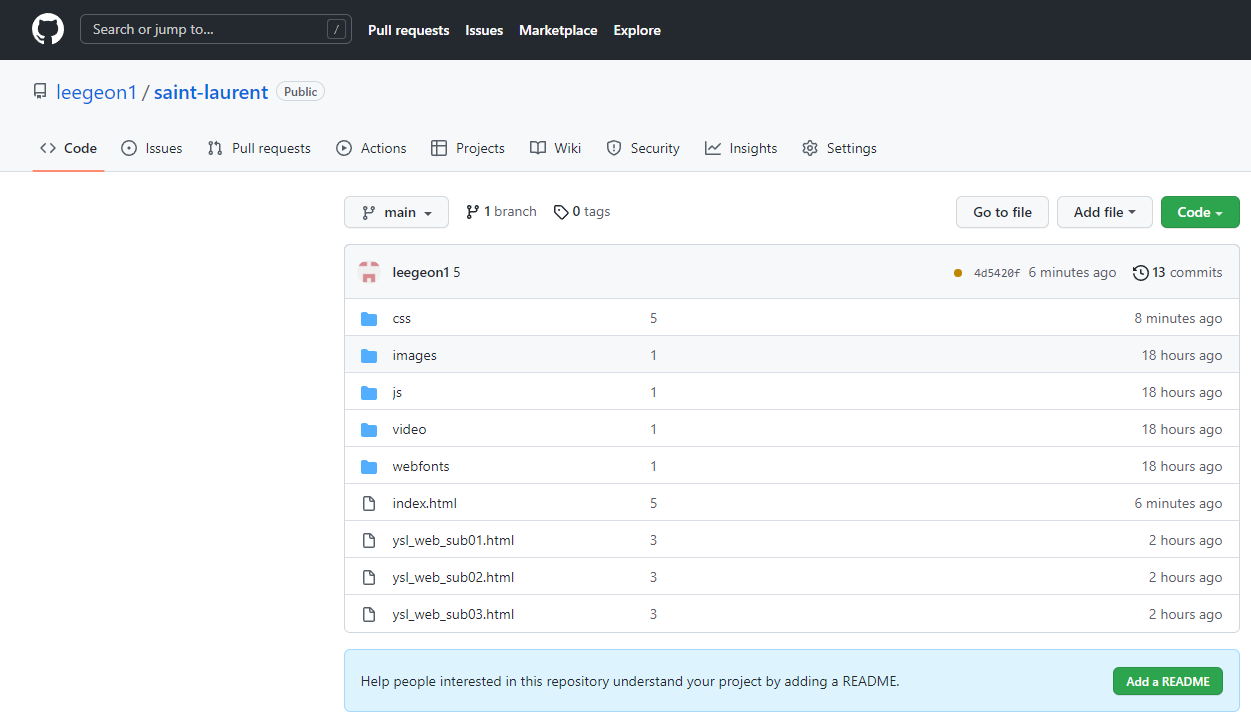 Search or jump to... / Pull requests Issues Marketplace Explore
leegeon1 / saint-laurent Public
Code Issues Pull requests Actions Projects Wiki Security Insights Settings
main 1 branch 0 tags Go to file Add file Code
leegeon1 5 4d5420f 6 minutes ago 13 commits
css 5 8 minutes ago
images 1 18 hours ago
js 1 18 hours ago
video 1 18 hours ago
webfonts 1 18 hours ago
index.html 5 6 minutes ago
ysl_web_sub01.html 3 2 hours ago
ysl_web_sub02.html 3 2 hours ago
ysl_web_sub03.html 3 2 hours ago
Help people interested in this repository understand your project by adding a README. Add a README